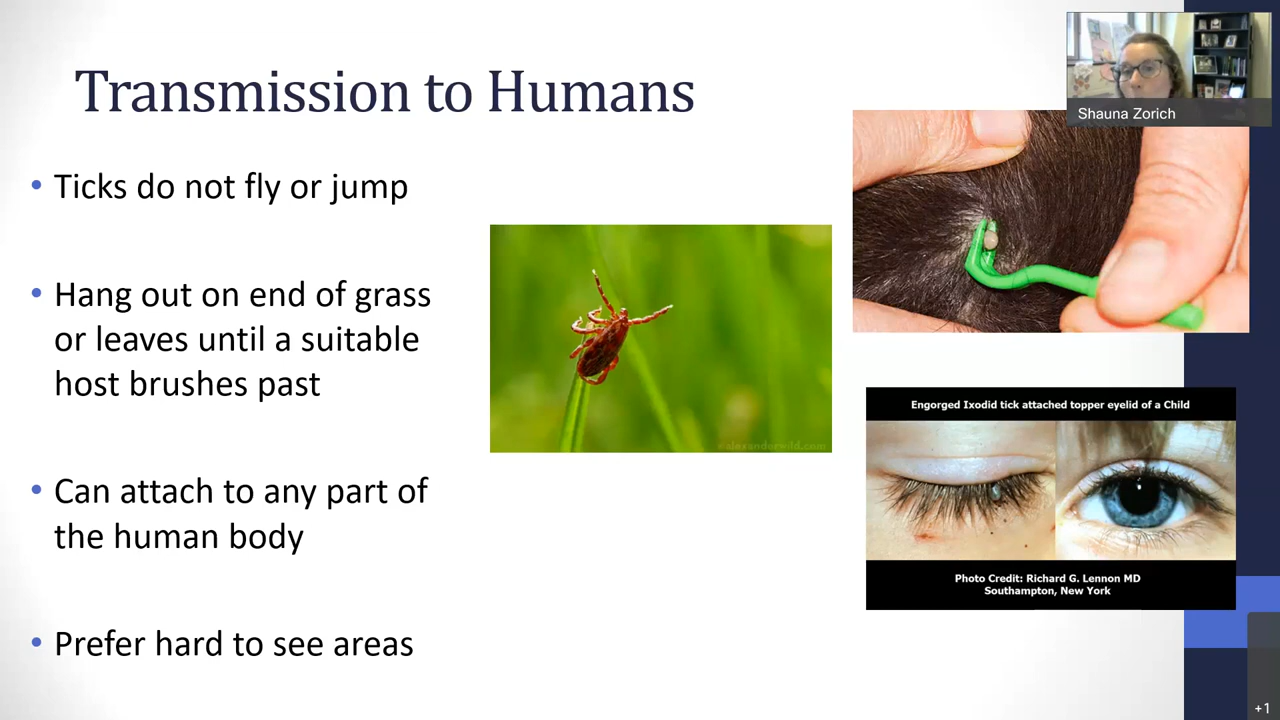 Transmission to Humans
Shauna Zorich
• Ticks do not fly or jump
• Hang out on end of grass
or leaves until a suitable
host brushes past
• Can attach to any part of
the human body
• Prefer hard to see areas
©alexanderwild.com
Engorged Ixodid tick attached topper eyelid of a Child
Photo Credit: Richard G. Lennon MD
Southampton, New York
+1